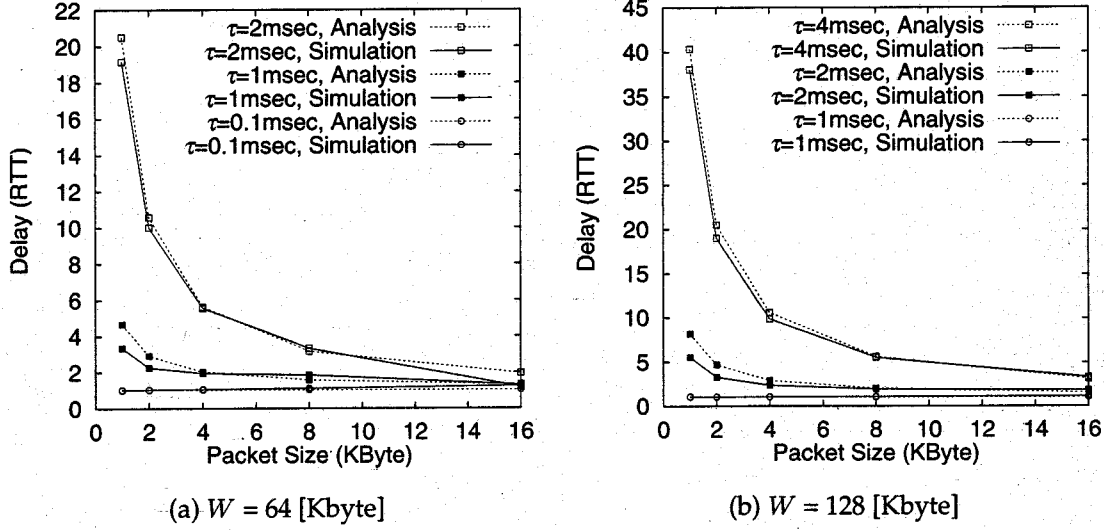 22
20
18
16
14
12
10
8
6
4
2
0
Delay (RTT)
τ=2msec, Analysis
τ=2msec, Simulation
τ=1msec, Analysis
τ=1msec, Simulation
τ=0.1msec, Analysis
τ=0.1msec, Simulation
0 2 4 6 8 10 12 14 16
Packet Size (KByte)
(a) W = 64 [Kbyte]
45
40
35
30
25
20
15
10
5
0
Delay (RTT)
τ=4msec, Analysis
τ=4msec, Simulation
τ=2msec, Analysis
τ=2msec, Simulation
τ=1msec, Analysis
τ=1msec, Simulation
0 2 4 6 8 10 12 14 16
Packet Size (KByte)
(b) W = 128 [Kbyte]